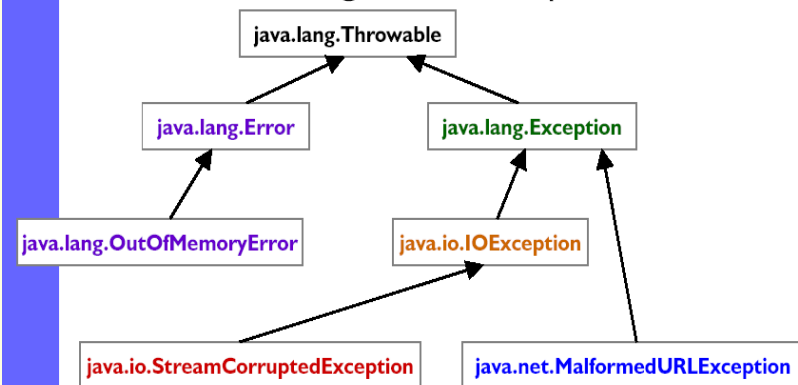 java.lang.Throwable
java.lang.Error
java.lang.Exception
java.lang.OutOfMemoryError
java.io.IOException
java.io.StreamCorruptedException
java.net.MalformedURLException